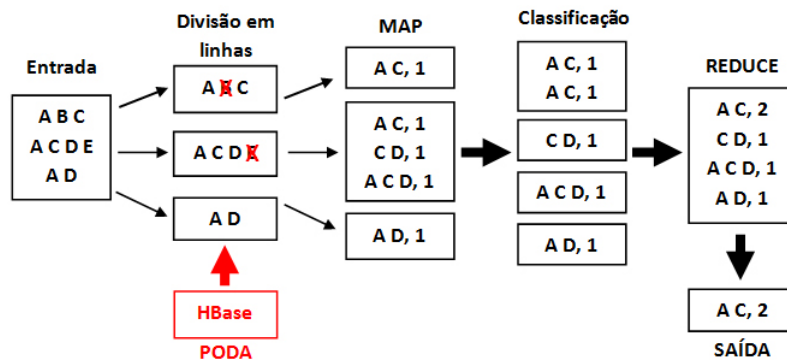 Entrada
A B C
A C D E
A D
Divisão em
linhas
A B C
A C D E
A D
HBase
PODA
MAP
A C, 1
A C, 1
C D, 1
A C D, 1
A D, 1
Classificação
A C, 1
A C, 1
C D, 1
A C D, 1
A D, 1
REDUCE
A C, 2
C D, 1
A C D, 1
A D, 1
A C, 2
SAÍDA